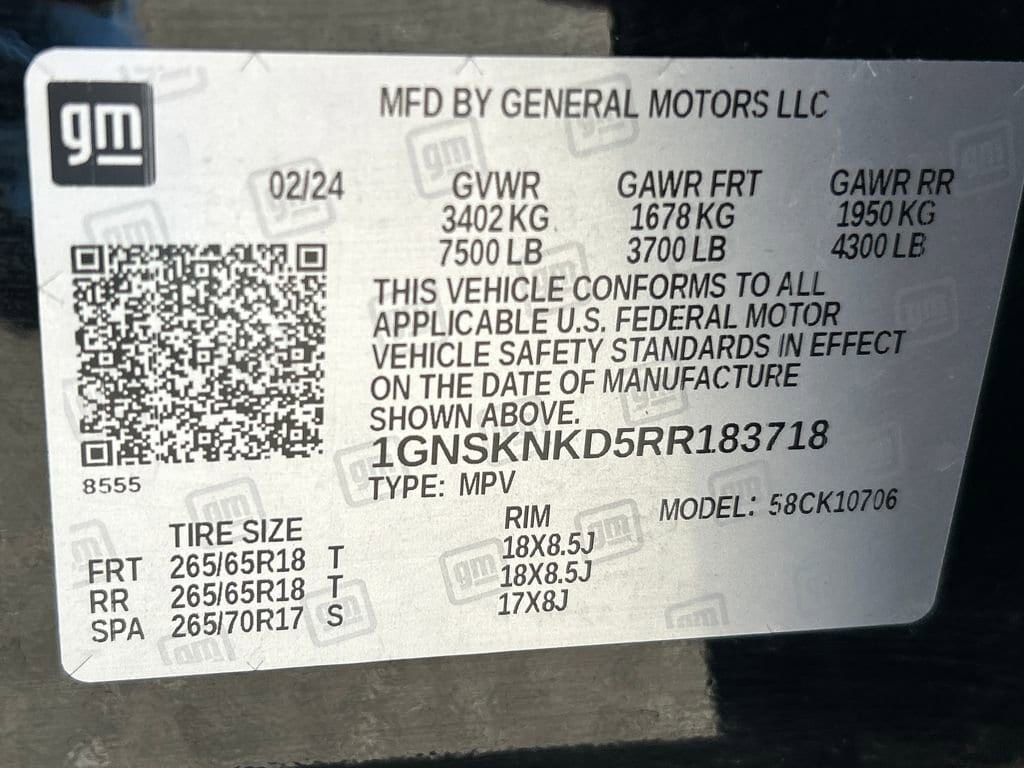 gm
MFD BY GENERAL MOTORS LLC
02/24 GVWR GAWR FRT GAWR RR
3402 KG 1678 KG 1950 KG
7500 LB 3700 LB 4300 LB
THIS VEHICLE CONFORMS TO ALL
APPLICABLE U.S. FEDERAL MOTOR
VEHICLE SAFETY STANDARDS IN EFFECT
ON THE DATE OF MANUFACTURE
SHOWN ABOVE.
1GNSKNKD5RR183718
8555
TYPE: MPV MODEL: 58CK10706
TIRE SIZE RIM
FRT 265/65R18 T 18X8.5J
RR 265/65R18 T 18X8.5J
SPA 265/70R17 S 17X8J